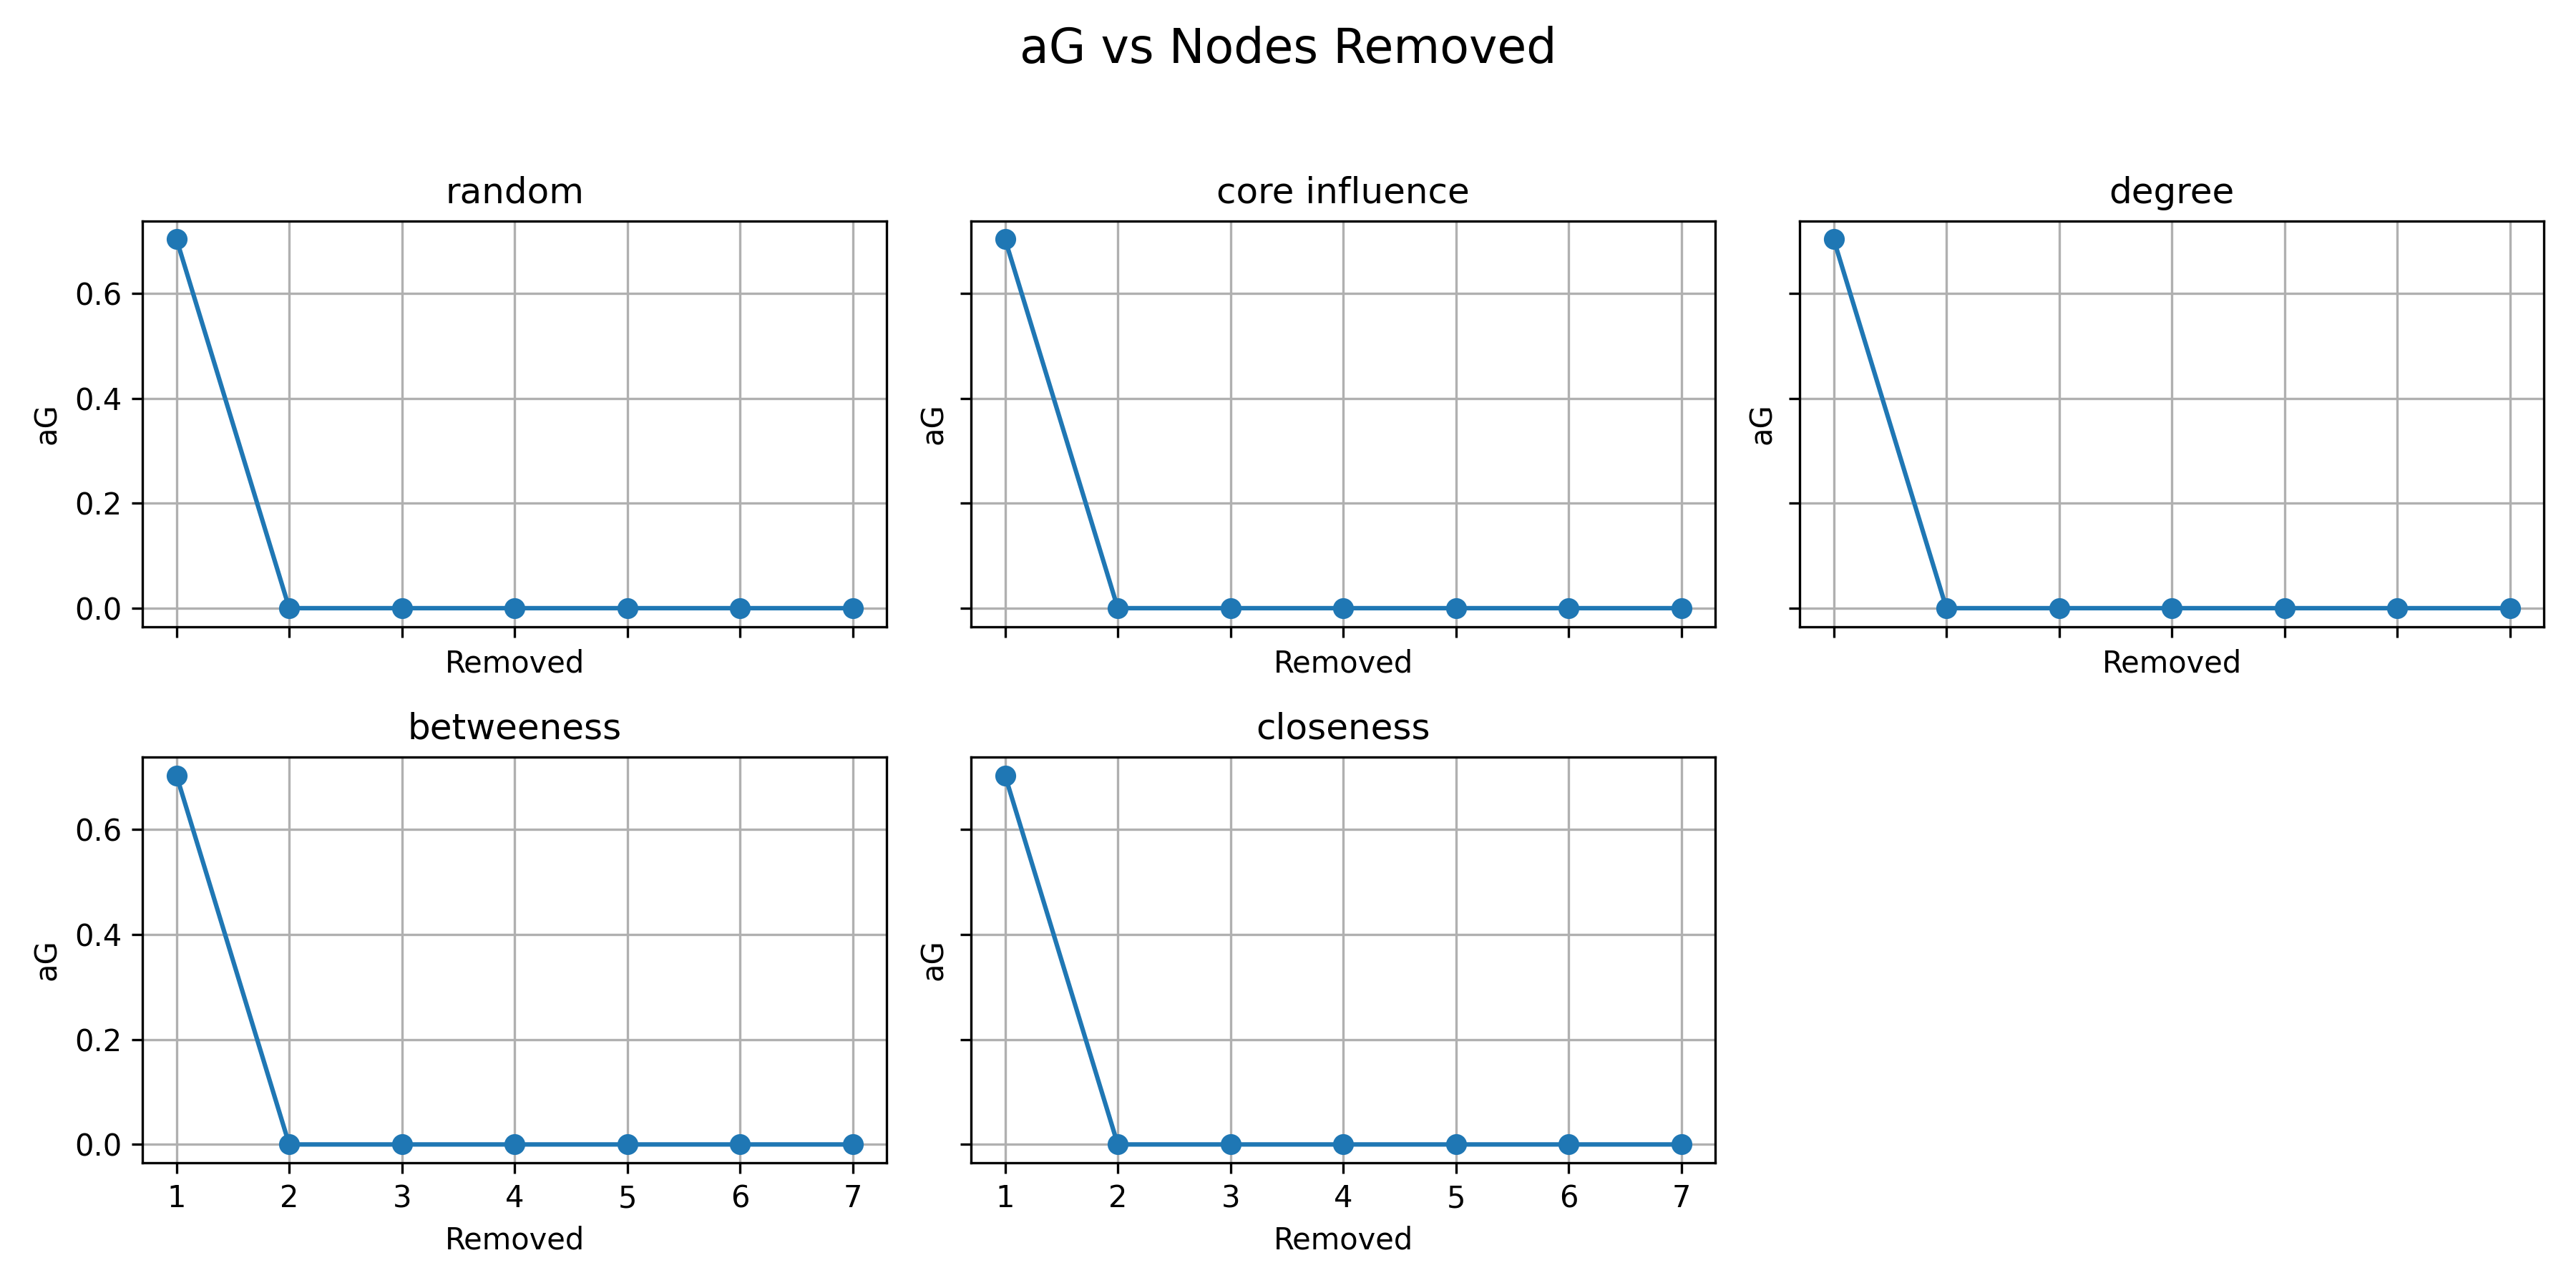 aG vs Nodes Removed
random
core influence
degree
0.6
0.4
0.2
0.0
aG
aG
aG
Removed
Removed
Removed
betweeness
closeness
0.6
0.4
0.2
0.0
aG
aG
1 2 3 4 5 6 7
1 2 3 4 5 6 7
Removed
Removed